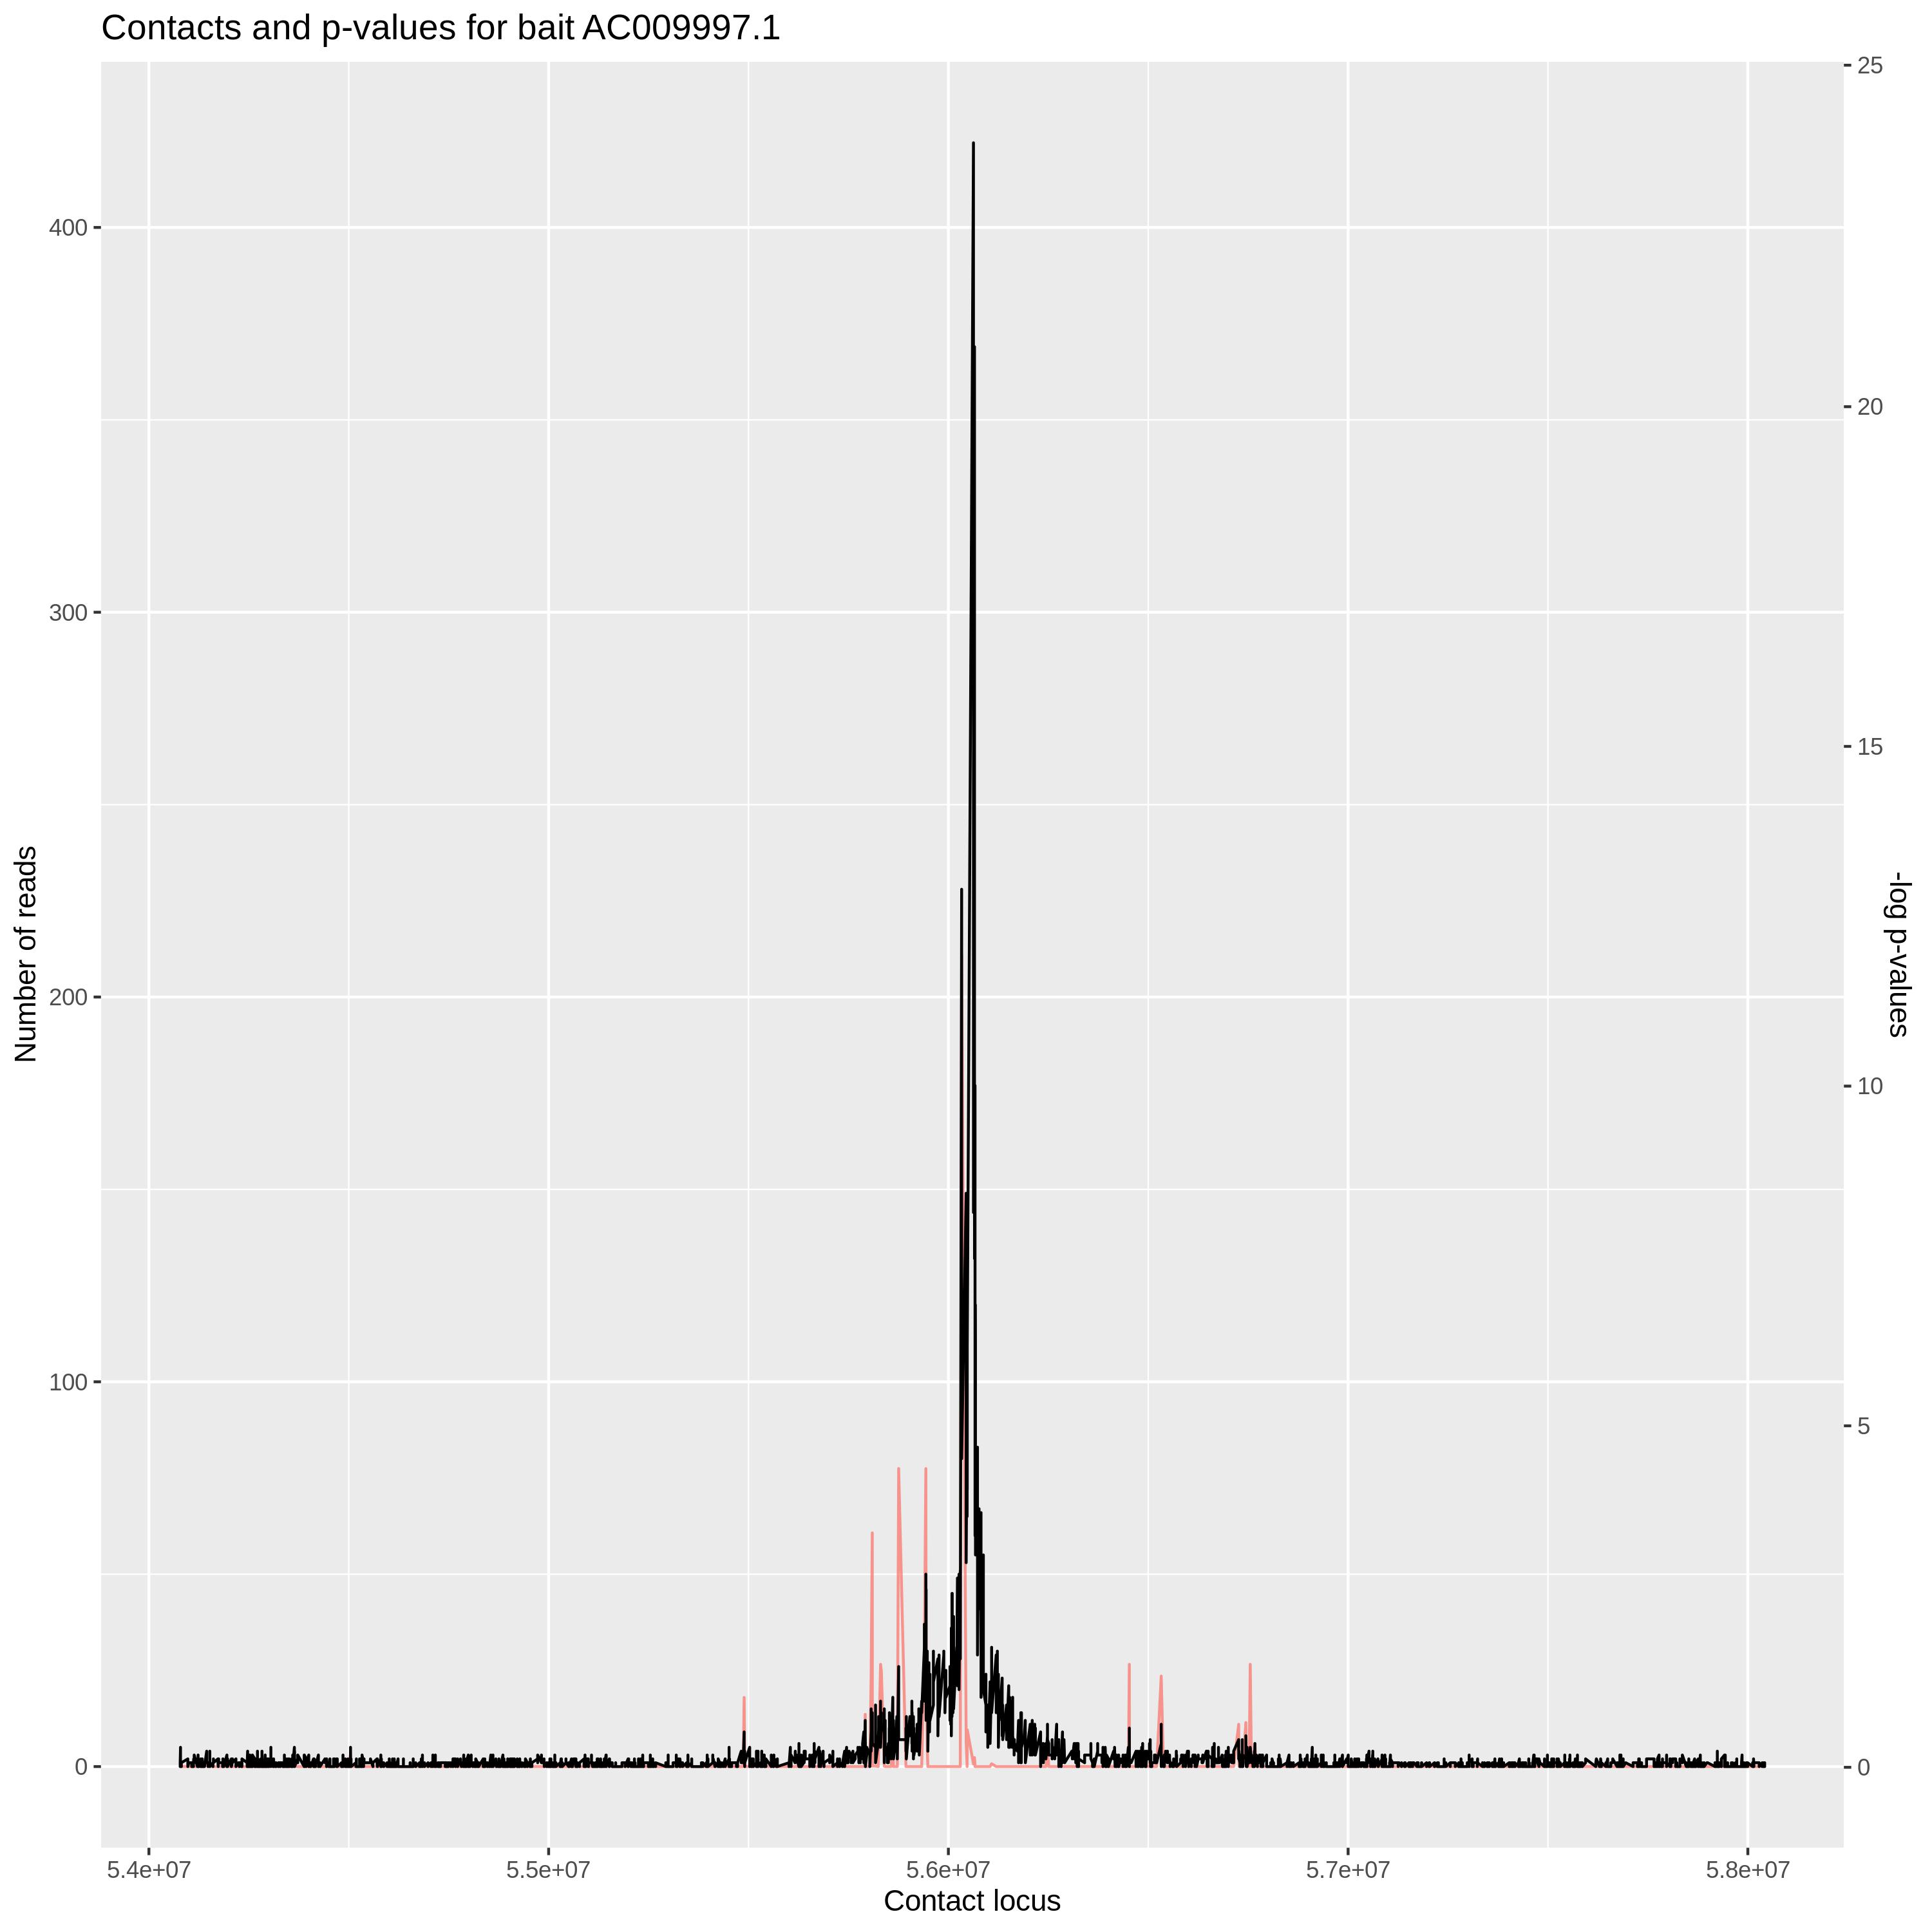 Contacts and p-values for bait AC009997.1
25
400
20
300
15
Number of reads
-log p-values
200
10
100
5
0
0
5.4e+07
5.5e+07
5.6e+07
5.7e+07
5.8e+07
Contact locus